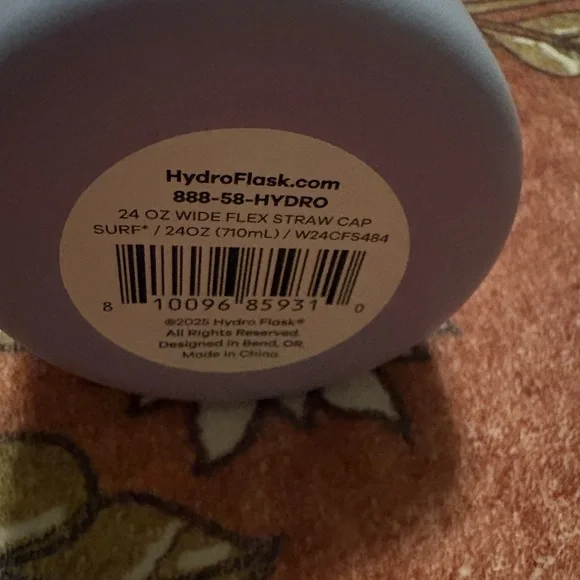 HydroFlask.com
888-58-HYDRO
24 OZ WIDE FLEX STRAW CAP
SURF* / 24OZ (710mL) / W24CFS484
8 10096 85931 0
©2025 Hydro Flask®
All Rights Reserved.
Designed in Bend, OR.
Made in China